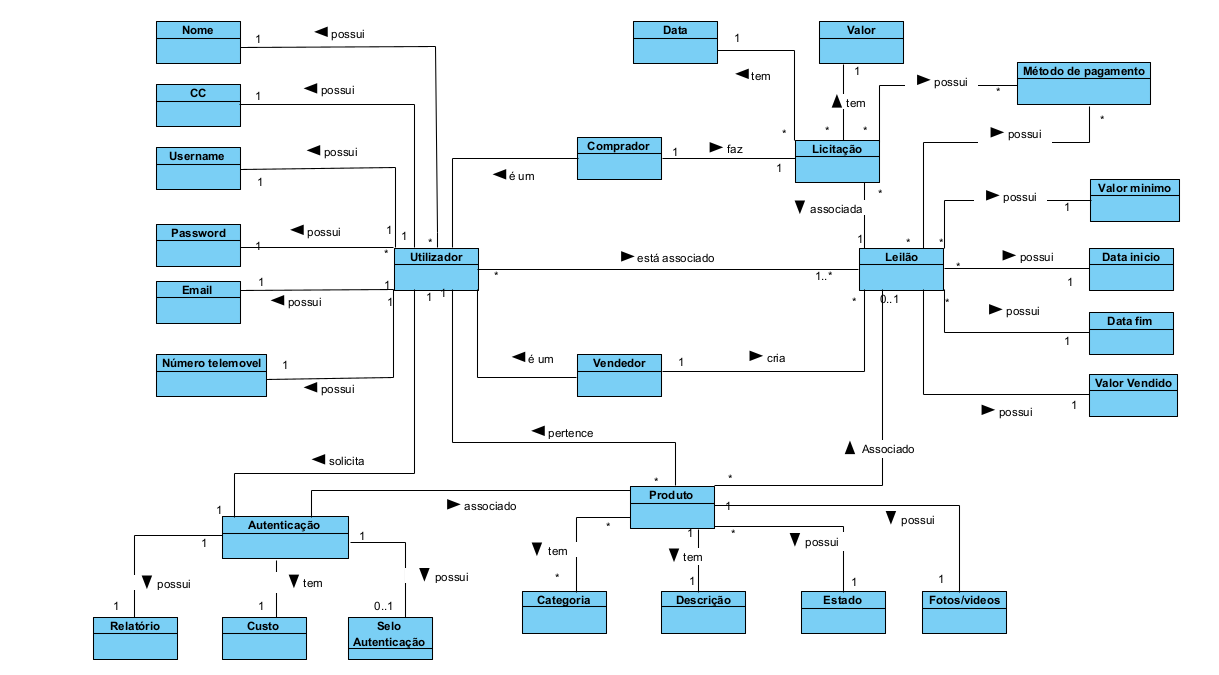 Nome
1
possui
Data
1
tem
Valor
1
tem
possui
*
Método de pagamento
*
possui
CC
1
possui
*
*
*
Comprador
1
faz
1
Licitação
*
é um
Username
1
possui
associada
1
Valor minimo
possui
1
Password
1
possui
1
1
*
*
Utilizador
*
está associado
1..*
*
*
Leilão
*
possui
1
Data inicio
Email
1
possui
1
1
1
1
*
0..1
*
possui
1
Data fim
Número telemovel
1
possui
é um
Vendedor
1
cria
possui
1
Valor Vendido
pertence
solicita
Associado
*
*
Produto
1
*
*
1
associado
possui
possui
1
Autenticação
1
1
possui
tem
possui
tem
*
tem
1
1
1
1
1
0..1
Relatório
Custo
Selo
Autenticação
Categoria
Descrição
Estado
Fotos/videos